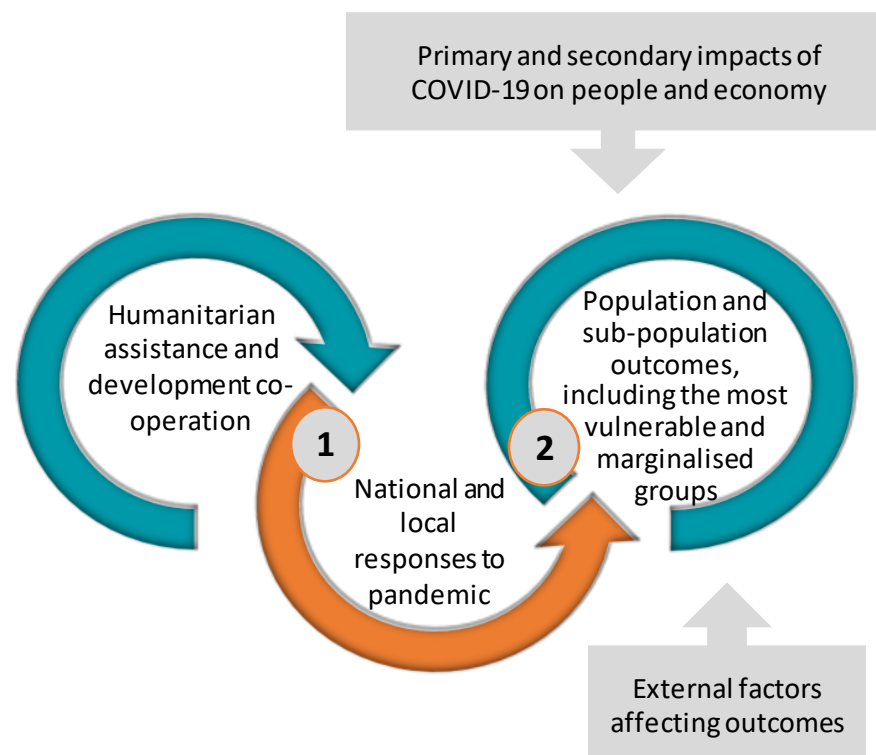 Primary and secondary impacts of
COVID-19 on people and economy
Humanitarian
assistance and
development co-
operation
1
National and
local
responses to
pandemic
2
Population and
sub-population
outcomes,
including the most
vulnerable and
marginalised
groups
External factors
affecting outcomes